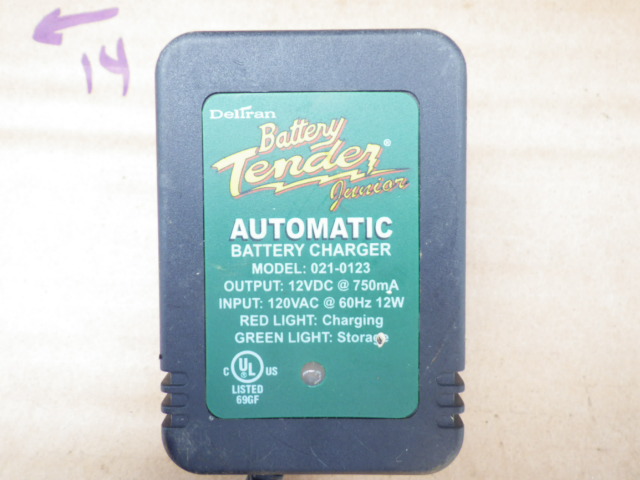 14
Deltran
Battery
Tender®
Junior
AUTOMATIC
BATTERY CHARGER
MODEL: 021-0123
OUTPUT: 12VDC @ 750mA
INPUT: 120VAC @ 60Hz 12W
RED LIGHT: Charging
GREEN LIGHT: Storage
C UL US
LISTED
69GF